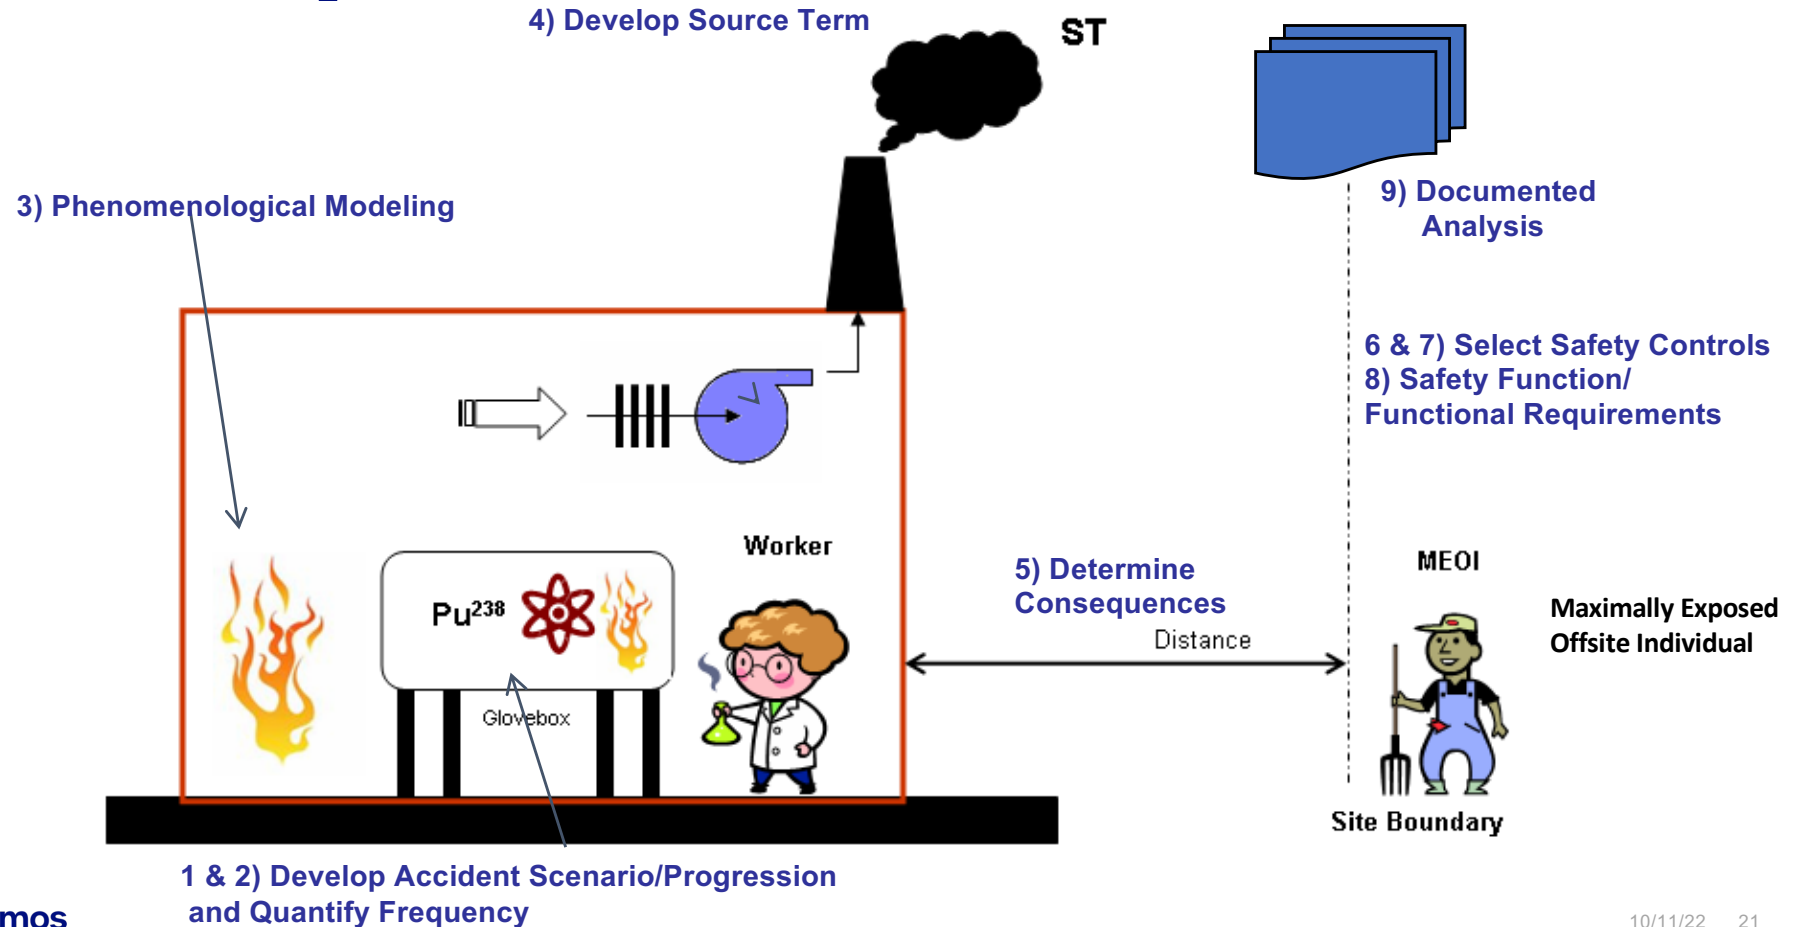 4) Develop Source Term
ST
3) Phenomenological Modeling
9) Documented
Analysis
6 & 7) Select Safety Controls
8) Safety Function/
Functional Requirements
Worker
MEOI
5) Determine
Consequences
Distance
Maximally Exposed
Offsite Individual
Pu238
Glovebox
Site Boundary
1 & 2) Develop Accident Scenario/Progression
and Quantify Frequency
mos
10/11/22 21